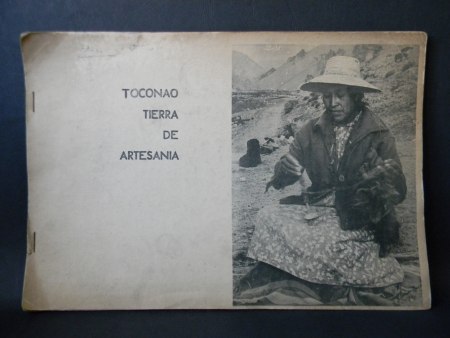 TOCONAO
TIERRA
DE
ARTESANIA